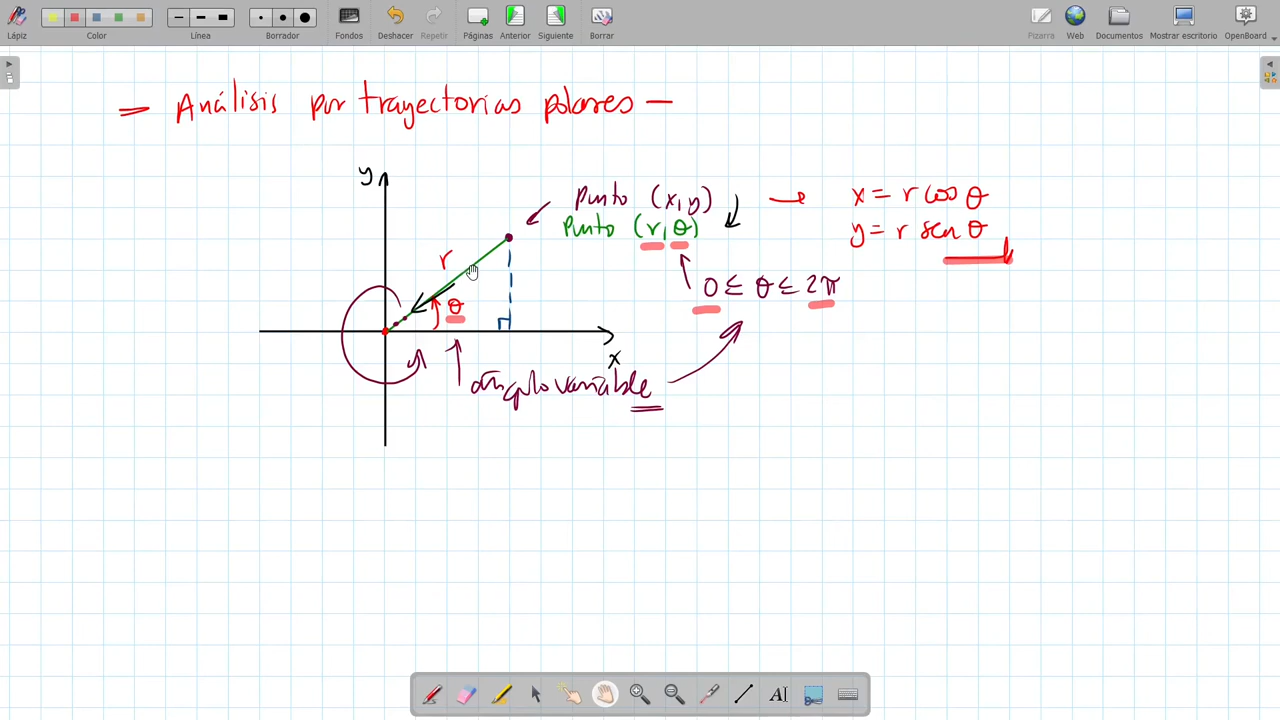 Lápiz Color Línea Borrador Fondos Deshacer Repetir Páginas Anterior Siguiente Borrar Pizarra Web Documentos Mostrar escritorio OpenBoard
= Análisis por trayectorias polares —
y
Punto (x,y) → x = r cos θ
Punto (r,θ) y = r sen θ
r
0 ≤ θ ≤ 2π
θ
x
ángulo variable